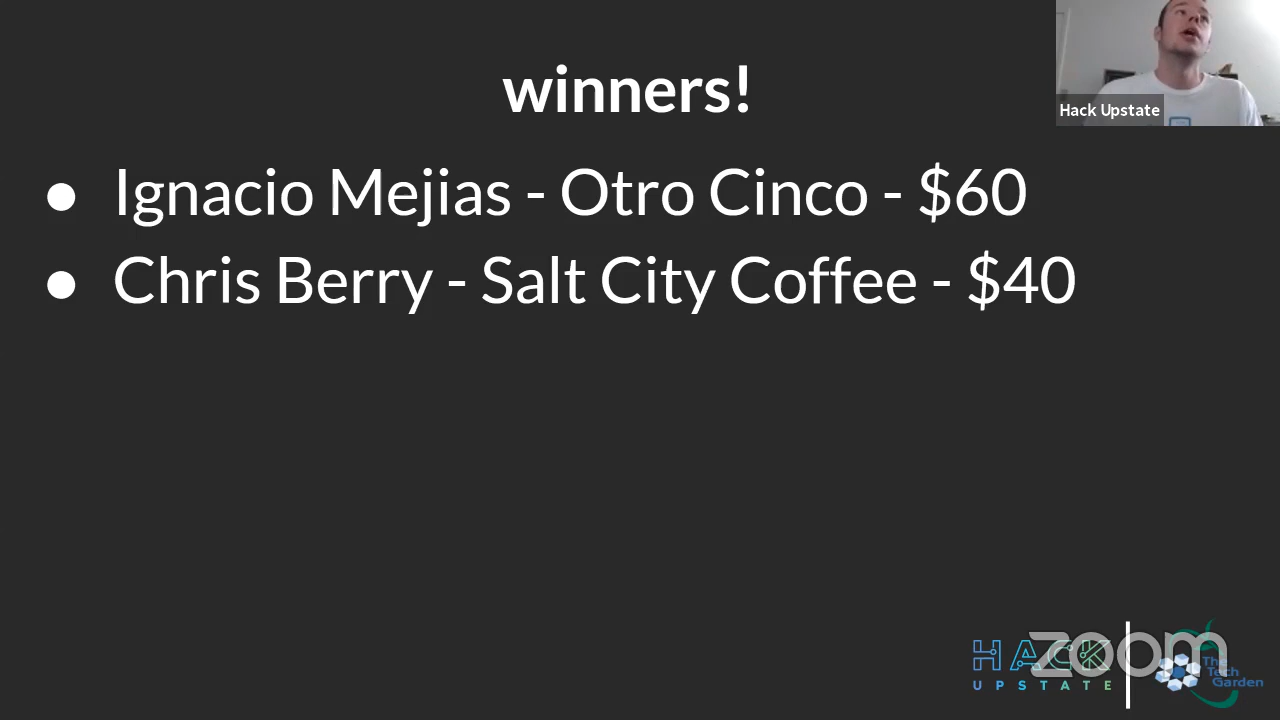 winners!
Hack Upstate
● Ignacio Mejias - Otro Cinco - $60
● Chris Berry - Salt City Coffee - $40
HACK
UPSTATE
zoom
The
Tech
Garden